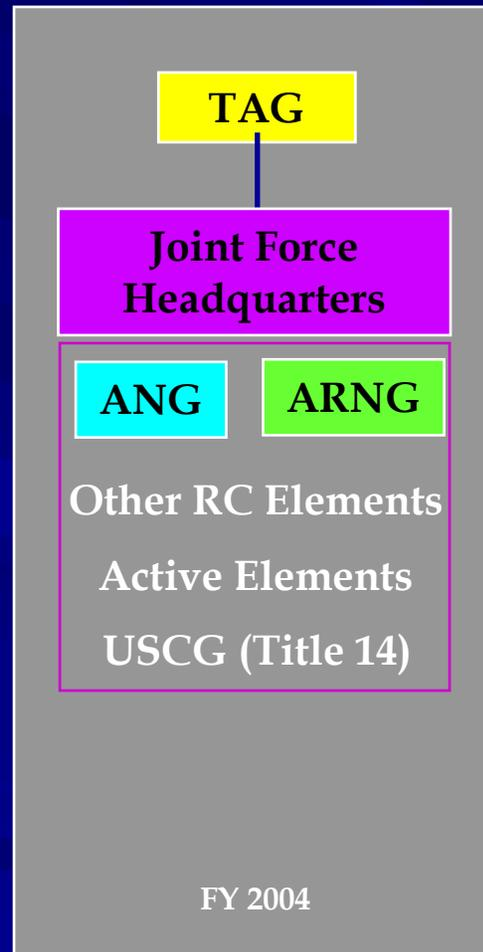 TAG
Joint Force
Headquarters
ANG ARNG
Other RC Elements
Active Elements
USCG (Title 14)
FY 2004